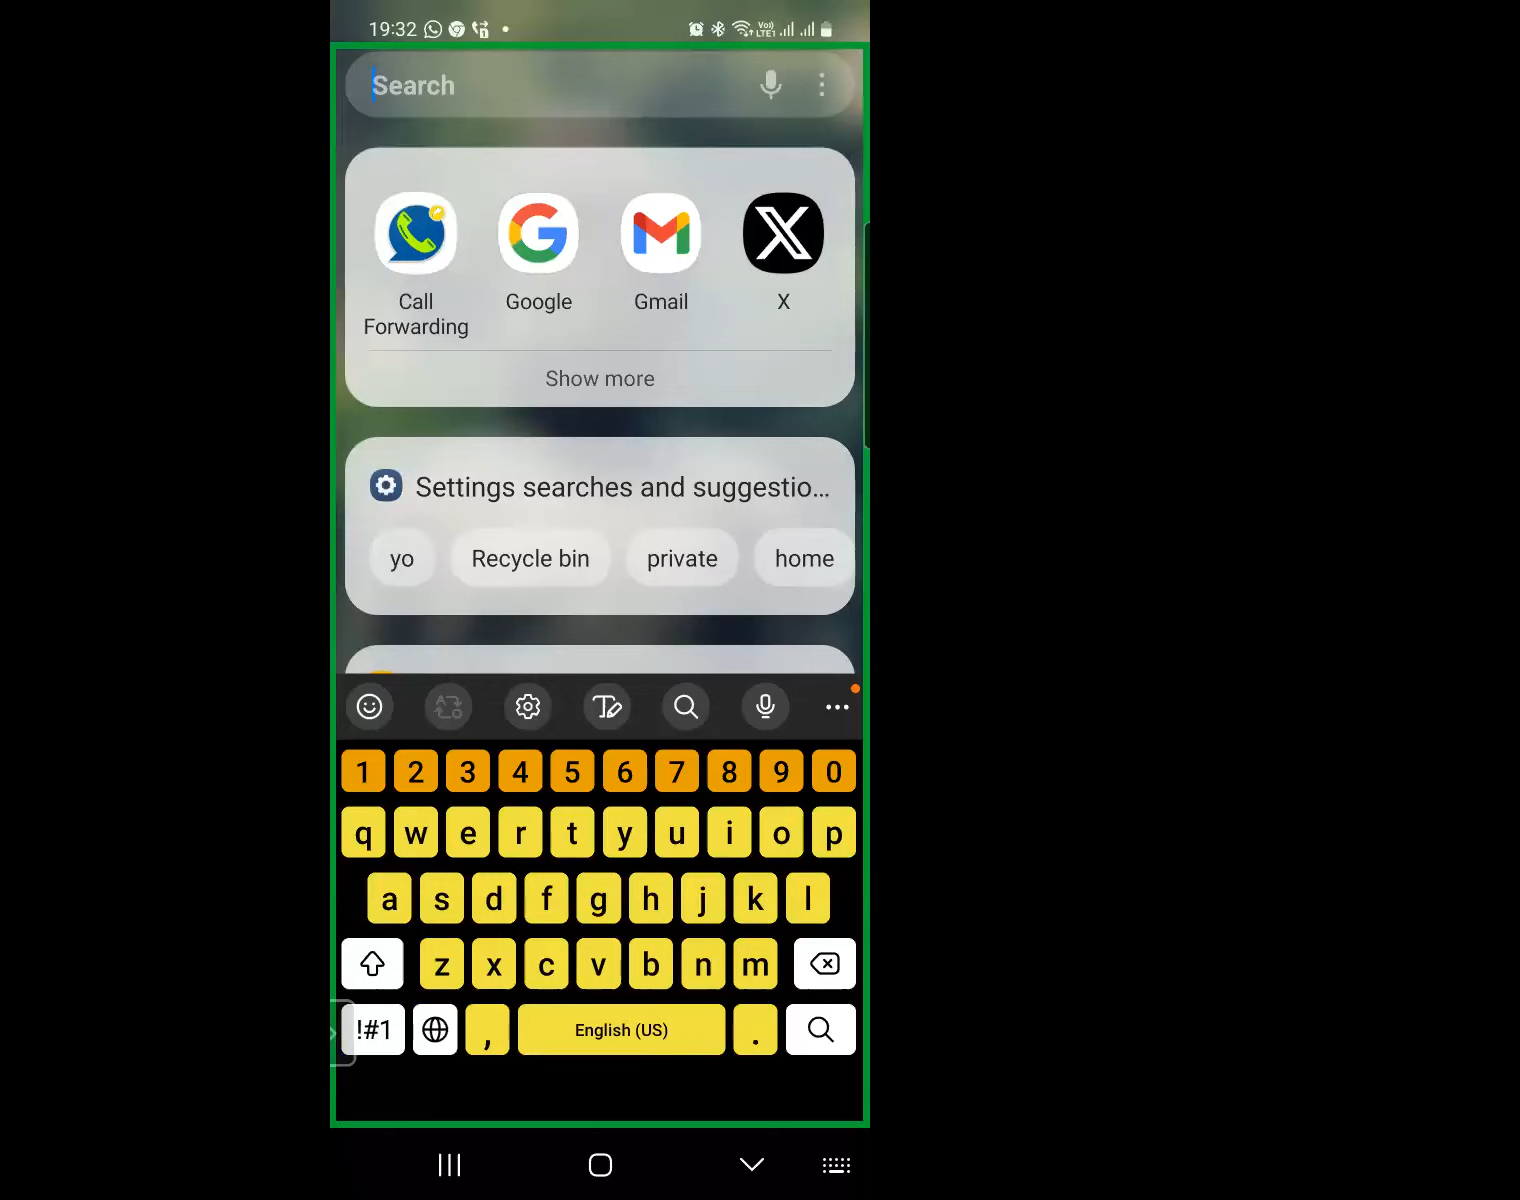 19:32
Search
Call Forwarding
Google
Gmail
X
Show more
Settings searches and suggestio...
yo Recycle bin private home
1 2 3 4 5 6 7 8 9 0
q w e r t y u i o p
a s d f g h j k l
z x c v b n m
!#1 , English (US) .